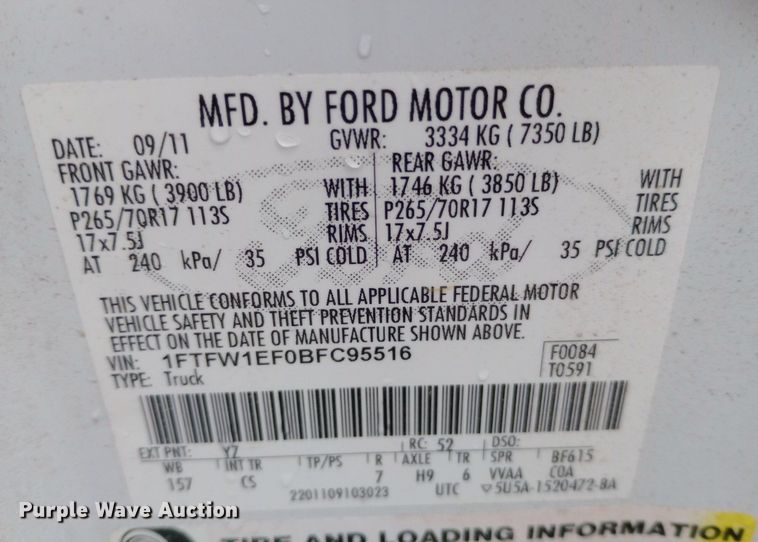 MFD. BY FORD MOTOR CO.
DATE: 09/11 GVWR: 3334 KG ( 7350 LB)
FRONT GAWR: REAR GAWR:
1769 KG ( 3900 LB) WITH 1746 KG ( 3850 LB) WITH
P265/70R17 113S TIRES P265/70R17 113S TIRES
17x7.5J RIMS 17x7.5J RIMS
AT 240 kPa/ 35 PSI COLD AT 240 kPa/ 35 PSI COLD
THIS VEHICLE CONFORMS TO ALL APPLICABLE FEDERAL MOTOR
VEHICLE SAFETY AND THEFT PREVENTION STANDARDS IN
EFFECT ON THE DATE OF MANUFACTURE SHOWN ABOVE.
VIN: 1FTFW1EF0BFC95516 F0084
TYPE: Truck T0591
EXT PNT: YZ RC: 52 DSO:
WB INT TR TP/PS R AXLE TR SPR BF615
157 CS 7 H9 6 VVAA COA
2201109103023 UTC ▽5U5A-1520472-BA
Purple Wave Auction
TIRE AND LOADING INFORMATION